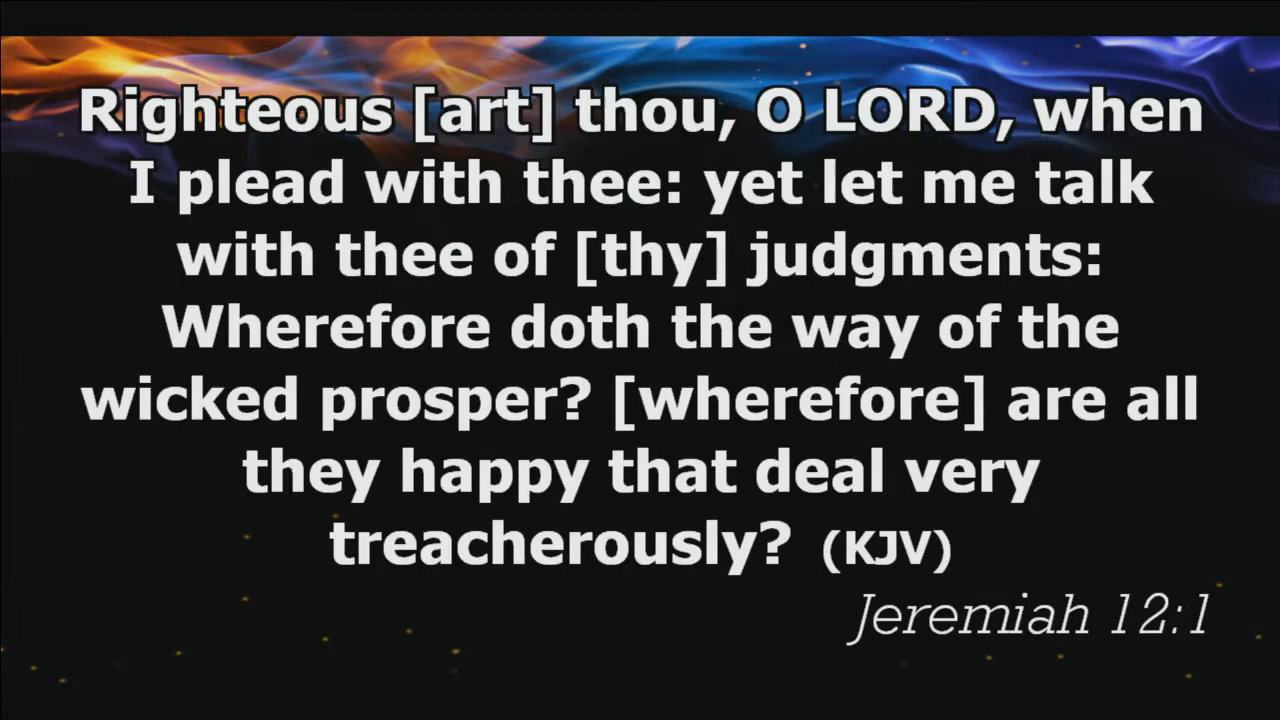 Righteous [art] thou, O LORD, when
I plead with thee: yet let me talk
with thee of [thy] judgments:
Wherefore doth the way of the
wicked prosper? [wherefore] are all
they happy that deal very
treacherously? (KJV)
Jeremiah 12:1